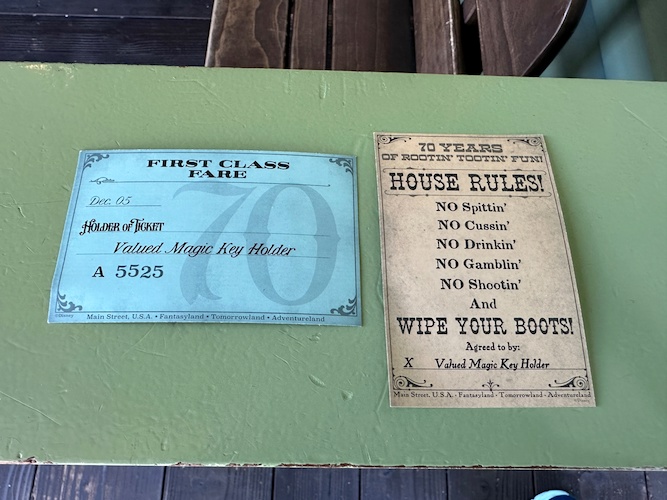 FIRST CLASS
FARE
Dec. 05
HOLDER OF TICKET
Valued Magic Key Holder
A 5525
70
©Disney
Main Street, U.S.A. • Fantasyland • Tomorrowland • Adventureland
70 YEARS
OF ROOTIN' TOOTIN' FUN!
HOUSE RULES!
NO Spittin'
NO Cussin'
NO Drinkin'
NO Gamblin'
NO Shootin'
And
WIPE YOUR BOOTS!
Agreed to by:
X Valued Magic Key Holder
Main Street, U.S.A. • Fantasyland • Tomorrowland • Adventureland
©Disney